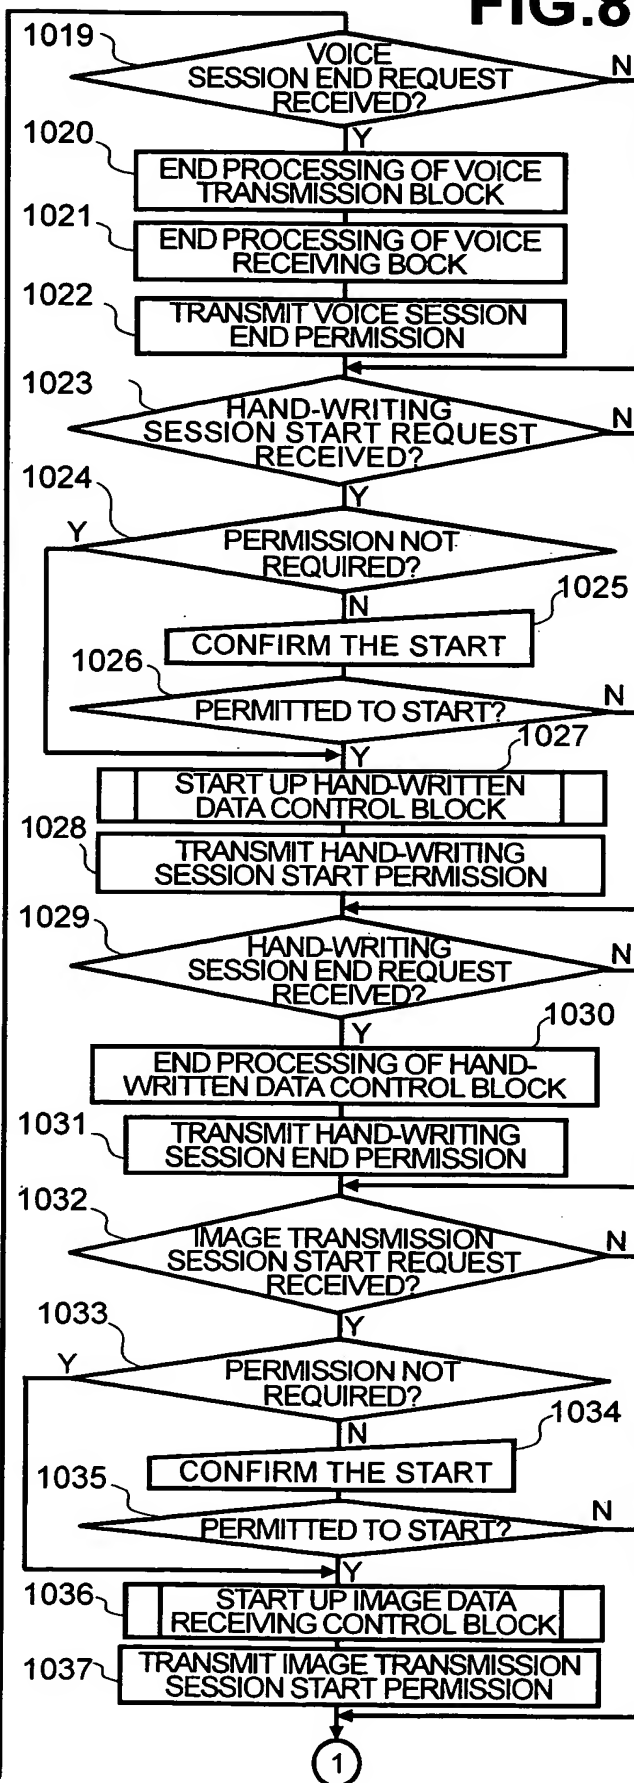 FIG.8
1019
VOICE
SESSION END REQUEST
RECEIVED?
N
Y
1020
END PROCESSING OF VOICE
TRANSMISSION BLOCK
1021
END PROCESSING OF VOICE
RECEIVING BOCK
1022
TRANSMIT VOICE SESSION
END PERMISSION
1023
HAND-WRITING
SESSION START REQUEST
RECEIVED?
N
Y
1024
Y
PERMISSION NOT
REQUIRED?
N
1025
CONFIRM THE START
1026
PERMITTED TO START?
N
Y
1027
START UP HAND-WRITTEN
DATA CONTROL BLOCK
1028
TRANSMIT HAND-WRITING
SESSION START PERMISSION
1029
HAND-WRITING
SESSION END REQUEST
RECEIVED?
N
Y
1030
END PROCESSING OF HAND-
WRITTEN DATA CONTROL BLOCK
1031
TRANSMIT HAND-WRITING
SESSION END PERMISSION
1032
IMAGE TRANSMISSION
SESSION START REQUEST
RECEIVED?
N
Y
1033
Y
PERMISSION NOT
REQUIRED?
N
1034
CONFIRM THE START
1035
PERMITTED TO START?
N
Y
1036
START UP IMAGE DATA
RECEIVING CONTROL BLOCK
1037
TRANSMIT IMAGE TRANSMISSION
SESSION START PERMISSION
1